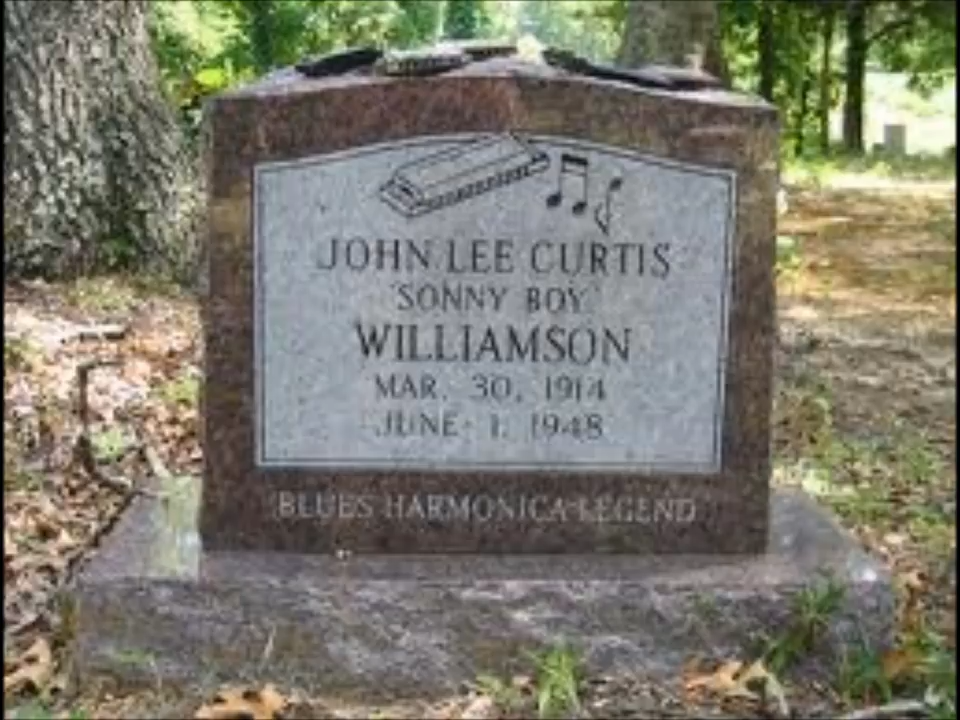 JOHN LEE CURTIS
"SONNY BOY"
WILLIAMSON
MAR. 30, 1914
JUNE 1, 1948
BLUES HARMONICA LEGEND